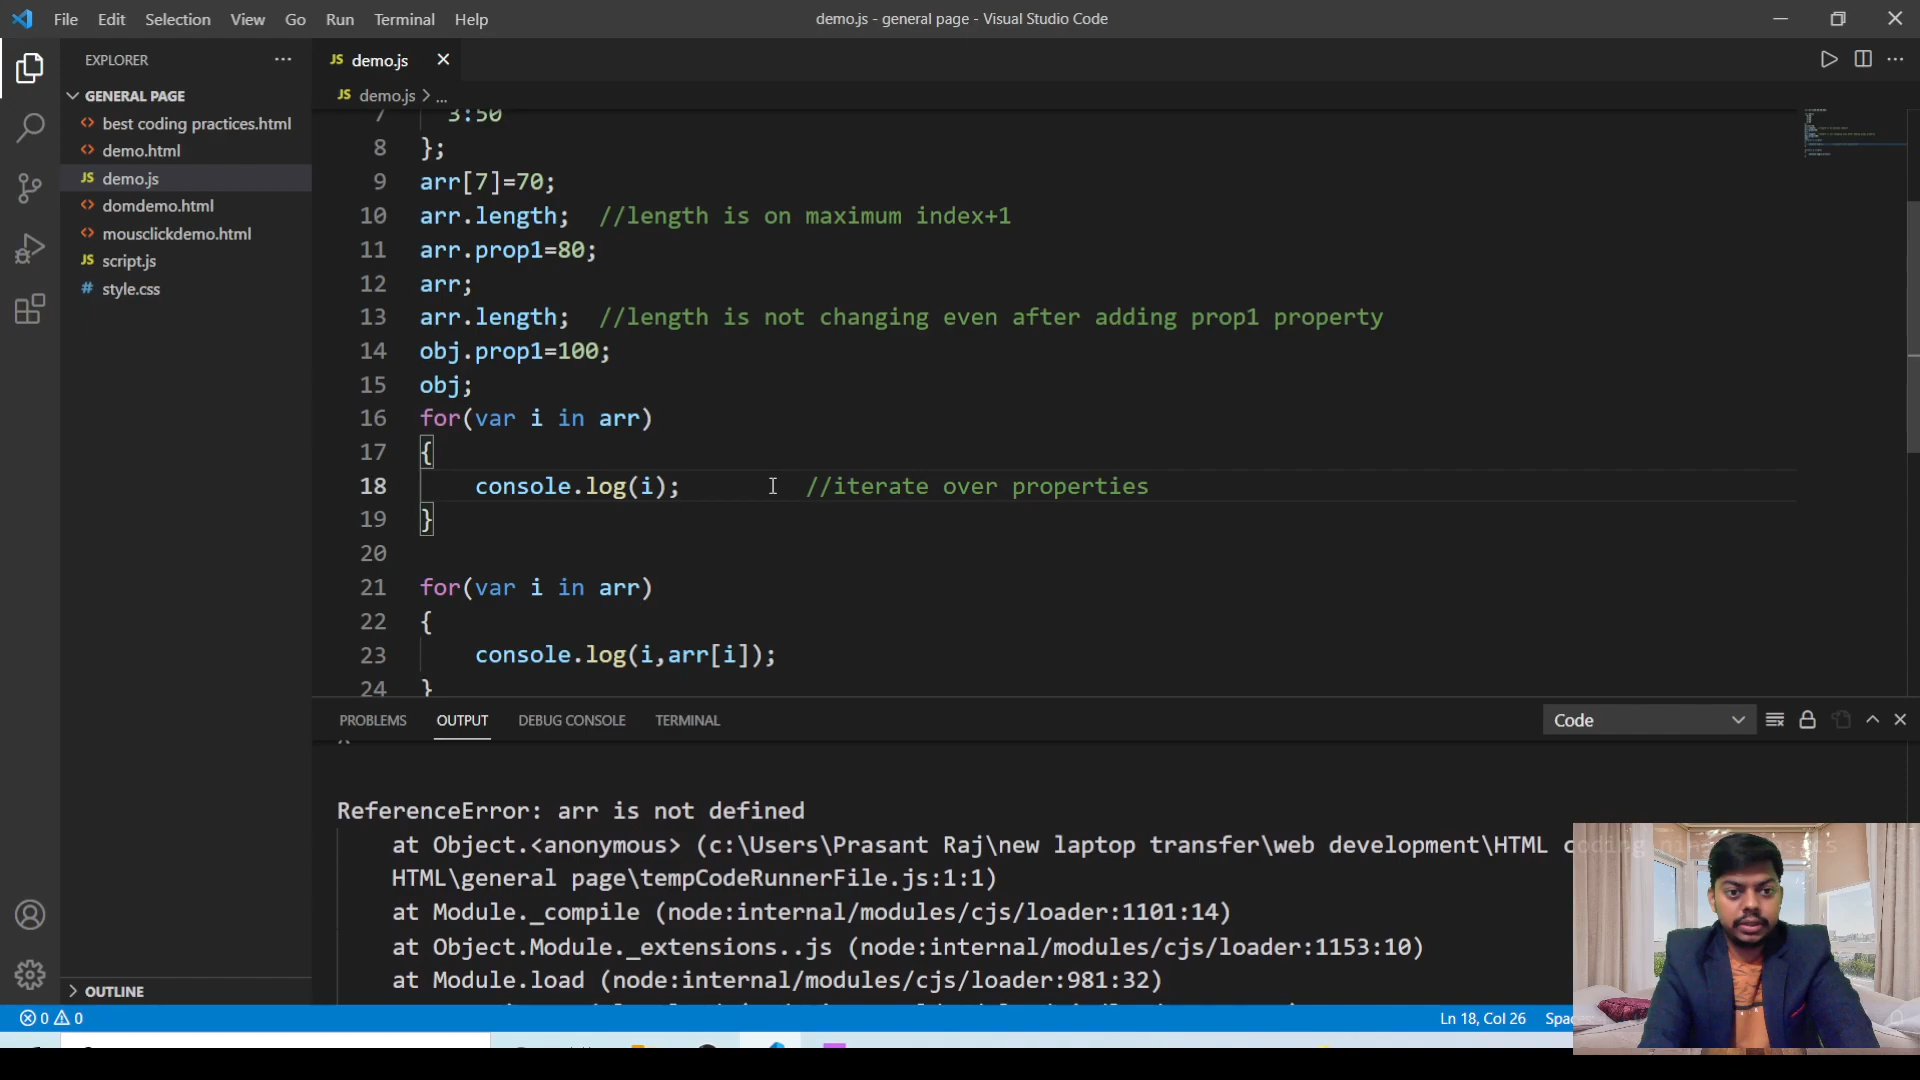 File Edit Selection View Go Run Terminal Help
demo.js - general page - Visual Studio Code
EXPLORER
GENERAL PAGE
best coding practices.html
demo.html
JS demo.js
domdemo.html
mousclickdemo.html
JS script.js
# style.css
OUTLINE
JS demo.js
JS demo.js > ...
7 3:50
8 };
9 arr[7]=70;
10 arr.length; //length is on maximum index+1
11 arr.prop1=80;
12 arr;
13 arr.length; //length is not changing even after adding prop1 property
14 obj.prop1=100;
15 obj;
16 for(var i in arr)
17 {
18 console.log(i); //iterate over properties
19 }
20
21 for(var i in arr)
22 {
23 console.log(i,arr[i]);
24 }
PROBLEMS OUTPUT DEBUG CONSOLE TERMINAL
Code
^
ReferenceError: arr is not defined
at Object.<anonymous> (c:\Users\Prasant Raj\new laptop transfer\web development\HTML coding
HTML\general page\tempCodeRunnerFile.js:1:1)
at Module._compile (node:internal/modules/cjs/loader:1101:14)
at Object.Module._extensions..js (node:internal/modules/cjs/loader:1153:10)
at Module.load (node:internal/modules/cjs/loader:981:32)
0 0
Ln 18, Col 26